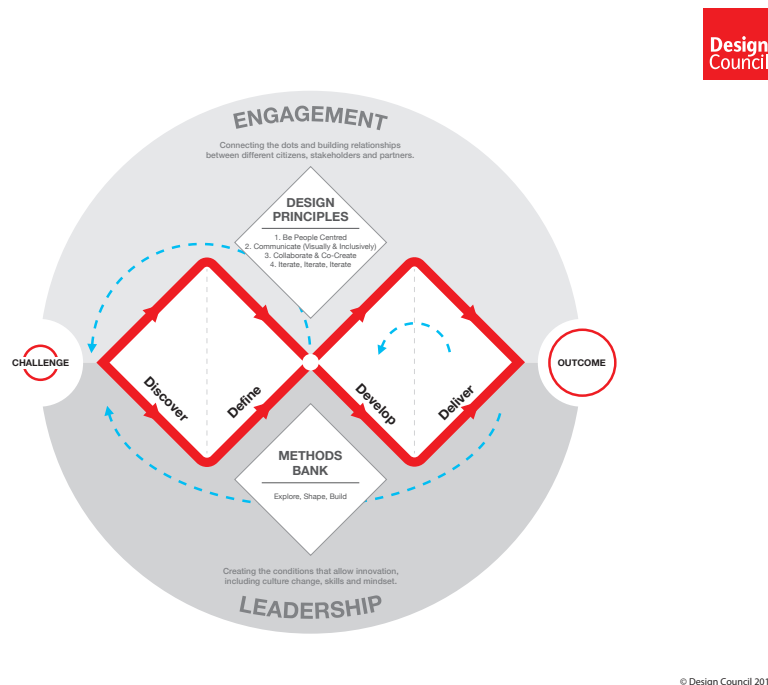 Design
Council
ENGAGEMENT
Connecting the dots and building relationships
between different citizens, stakeholders and partners.
DESIGN
PRINCIPLES
1. Be People Centred
2. Communicate (Visually & Inclusively)
3. Collaborate & Co-Create
4. Iterate, Iterate, Iterate
CHALLENGE
OUTCOME
Discover
Define
Develop
Deliver
METHODS
BANK
Explore, Shape, Build
Creating the conditions that allow innovation,
including culture change, skills and mindset.
LEADERSHIP
© Design Council 201